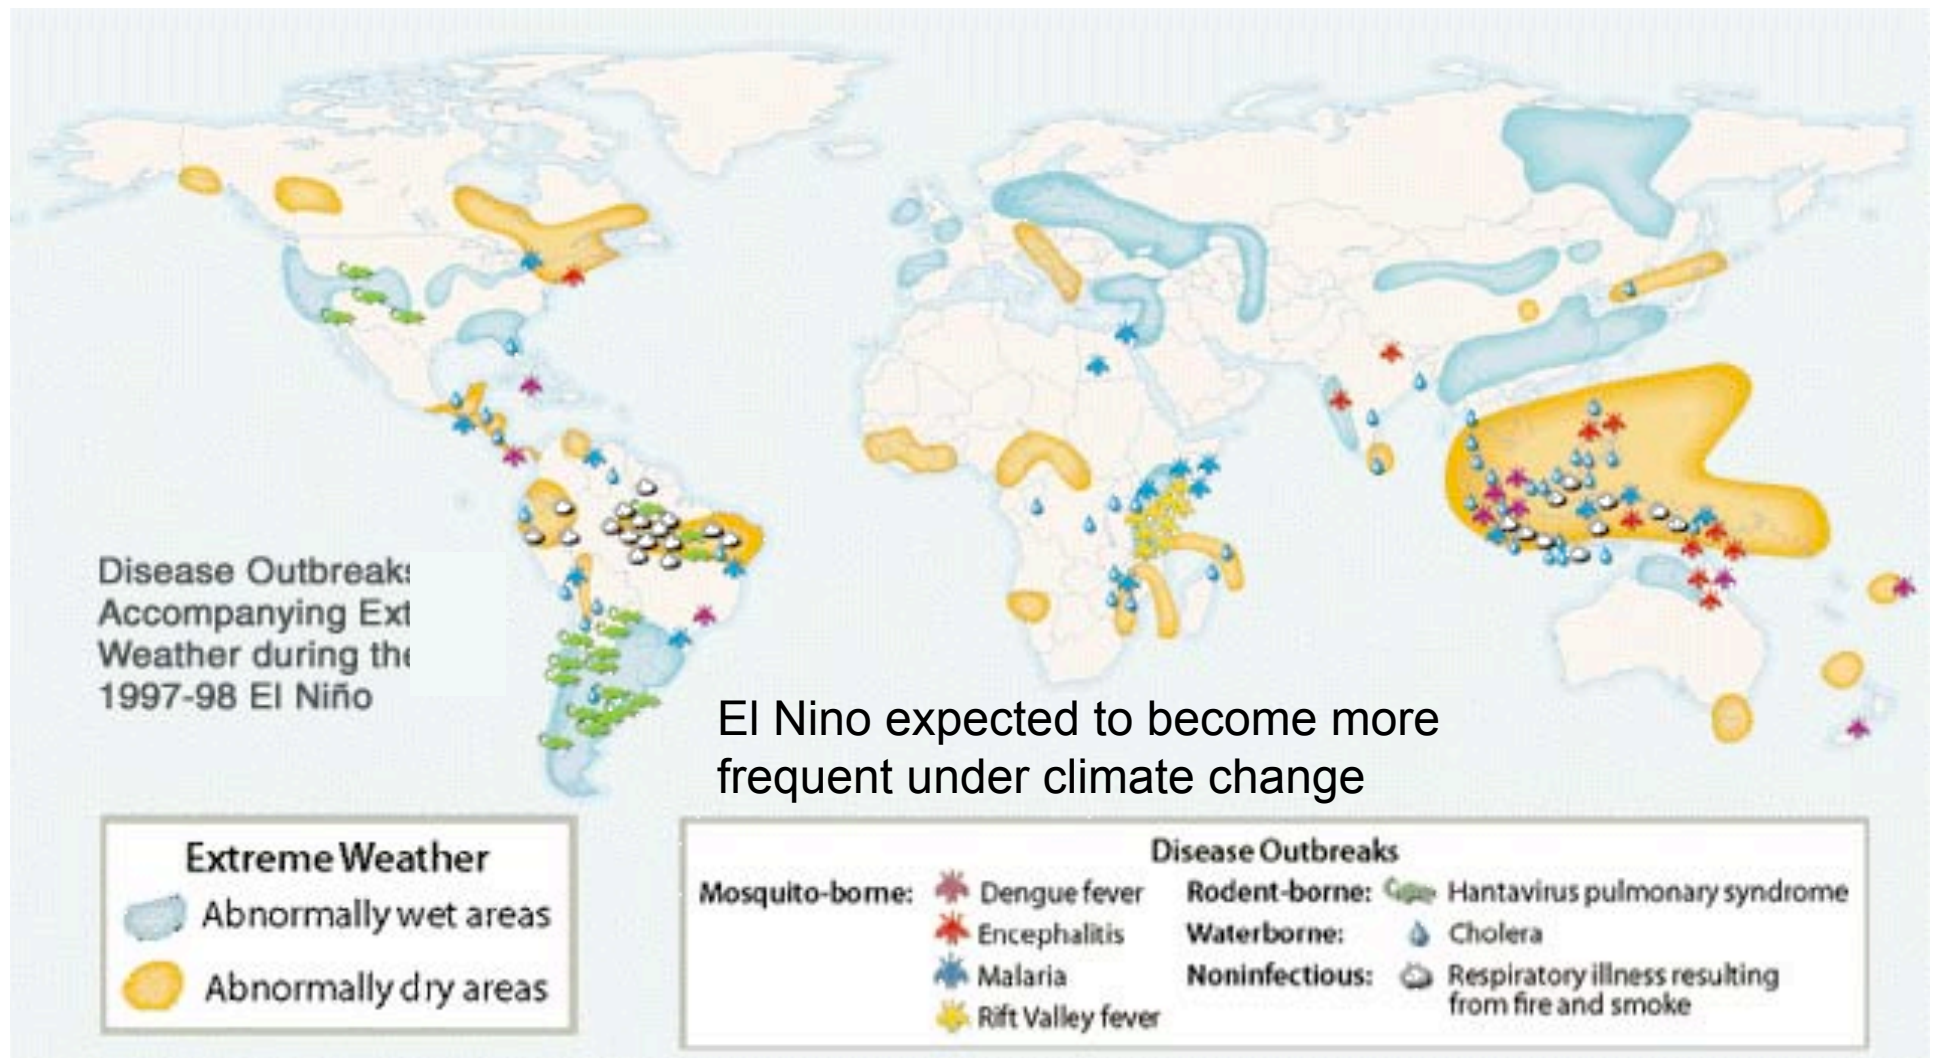 Disease Outbreaks
Accompanying Ext
Weather during the
1997-98 El Niño
El Nino expected to become more
frequent under climate change
Extreme Weather
Abnormally wet areas
Abnormally dry areas
Disease Outbreaks
Mosquito-borne:
Dengue fever
Encephalitis
Malaria
Rift Valley fever
Rodent-borne:
Hantavirus pulmonary syndrome
Waterborne:
Cholera
Noninfectious:
Respiratory illness resulting
from fire and smoke